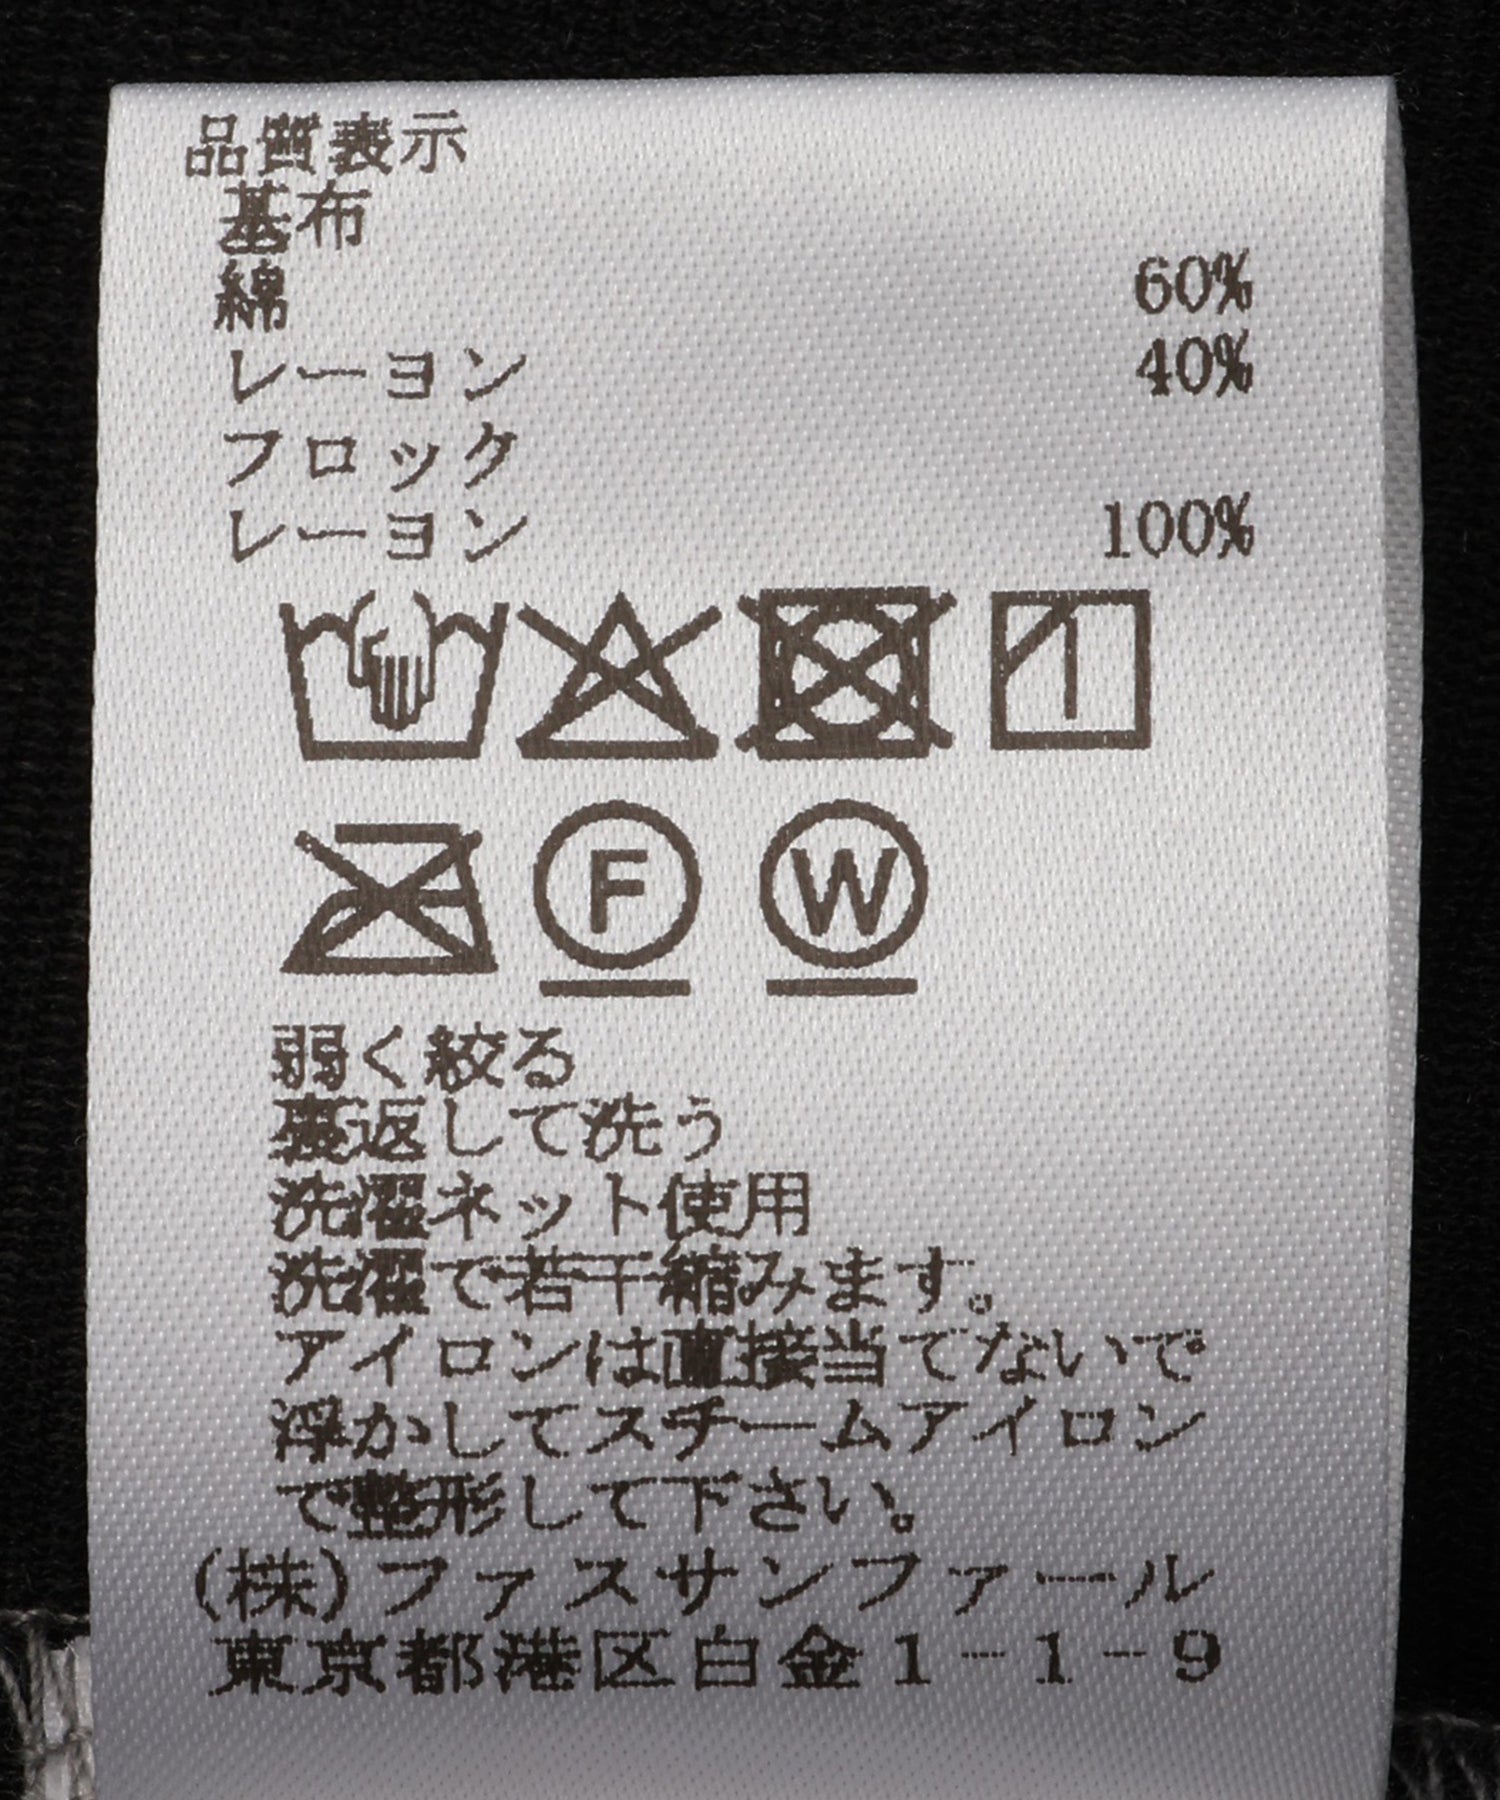 品質表示
基布
綿 60%
レーヨン 40%
フロック
レーヨン 100%
F W
弱く絞る
裏返して洗う
洗濯ネット使用
洗濯で若干縮みます。
アイロンは直接当てないで
浮かしてスチームアイロン
で整形して下さい。
(株)ファスサンファール
東京都港区白金1-1-9